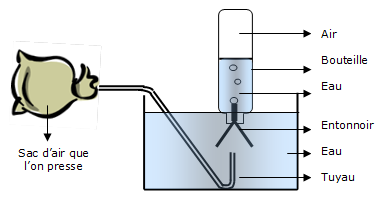 Air
Bouteille
Eau
Entonnoir
Eau
Tuyau
Sac d'air que
l'on presse